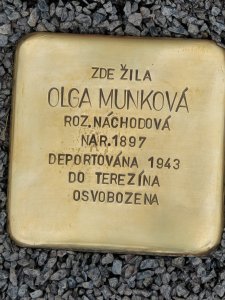 ZDE ŽILA
OLGA MUNKOVÁ
ROZ. NÁCHODOVÁ
NAR. 1897
DEPORTOVÁNA 1943
DO TEREZÍNA
OSVOBOZENA